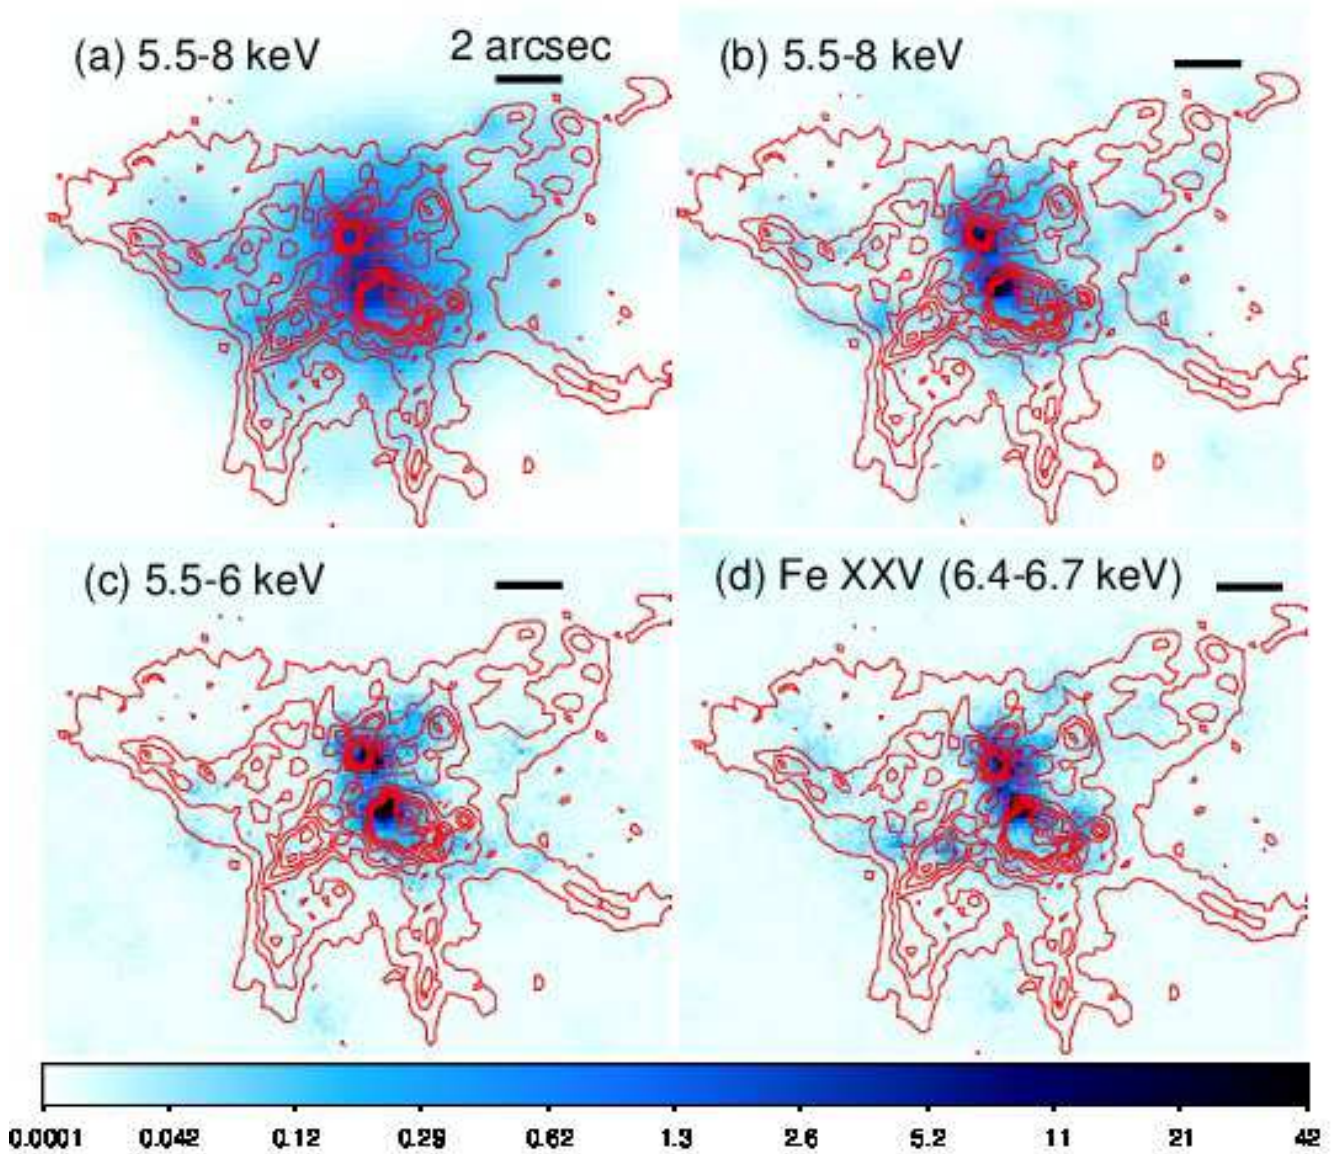 (a) 5.5-8 keV 2 arcsec (b) 5.5-8 keV
(c) 5.5-6 keV (d) Fe XXV (6.4-6.7 keV)
0.0001 0.042 0.12 0.29 0.62 1.3 2.6 5.2 11 21 42